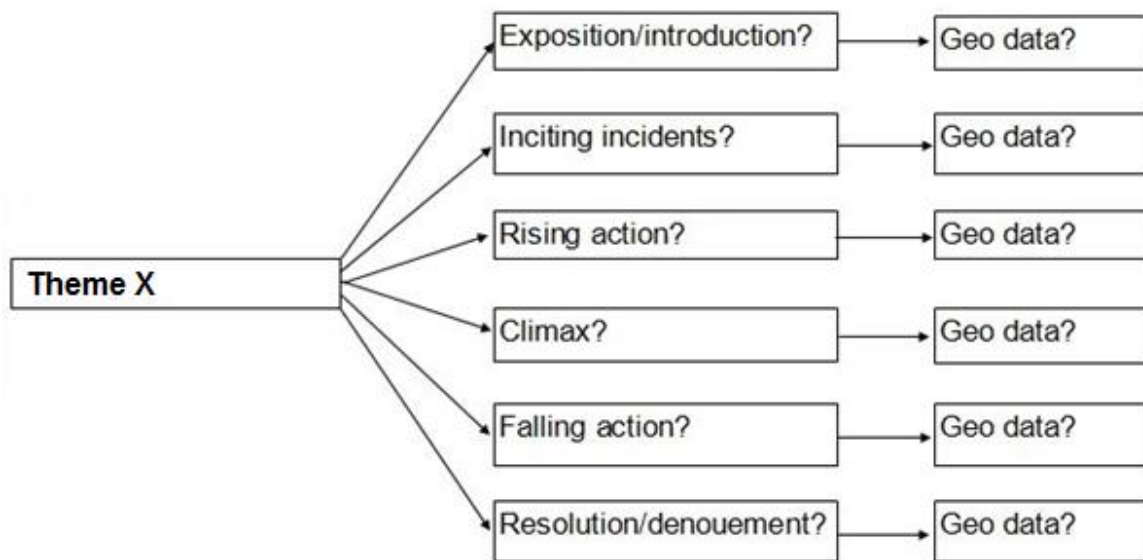 Exposition/introduction?
Geo data?
Inciting incidents?
Geo data?
Rising action?
Geo data?
Theme X
Climax?
Geo data?
Falling action?
Geo data?
Resolution/denouement?
Geo data?